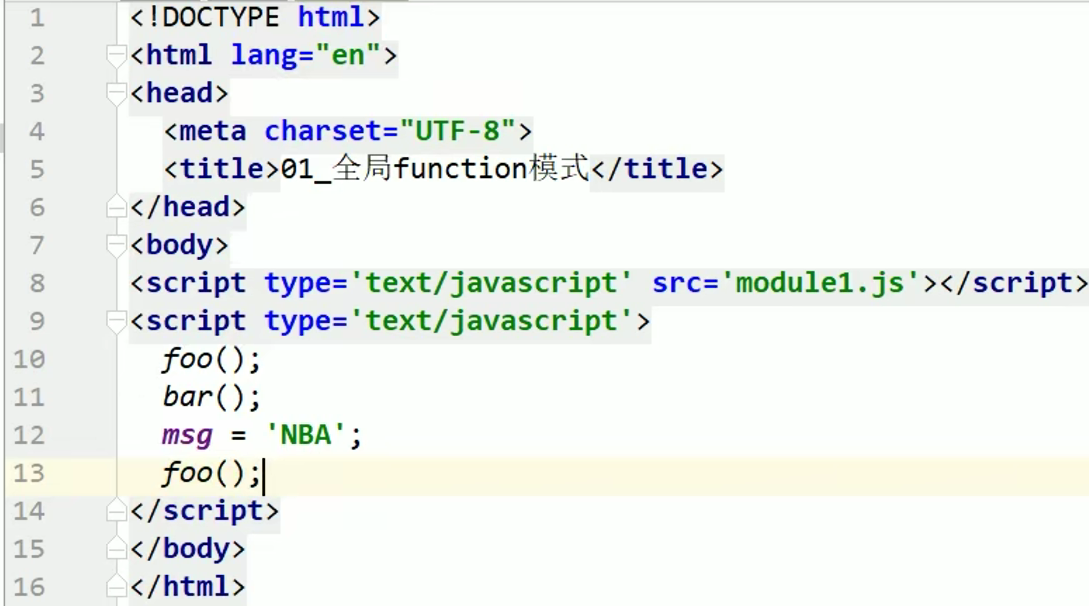 1 <!DOCTYPE html>
2 <html lang="en">
3 <head>
4 <meta charset="UTF-8">
5 <title>01_全局function模式</title>
6 </head>
7 <body>
8 <script type='text/javascript' src='module1.js'></script>
9 <script type='text/javascript'>
10 foo();
11 bar();
12 msg = 'NBA';
13 foo();
14 </script>
15 </body>
16 </html>